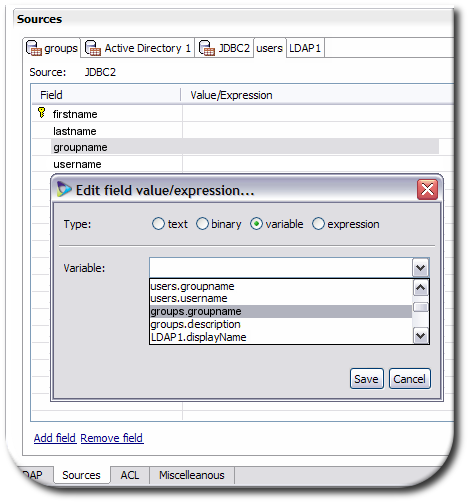 Sources
groups Active Directory 1 JDBC2 users LDAP1
Source: JDBC2
Field Value/Expression
firstname
lastname
groupname
username
Edit field value/expression...
Type: text binary variable expression
Variable:
users.groupname
users.username
groups.groupname
groups.description
LDAP1.displayName
Save Cancel
Add field Remove field
DAP Sources ACL Miscelleanous